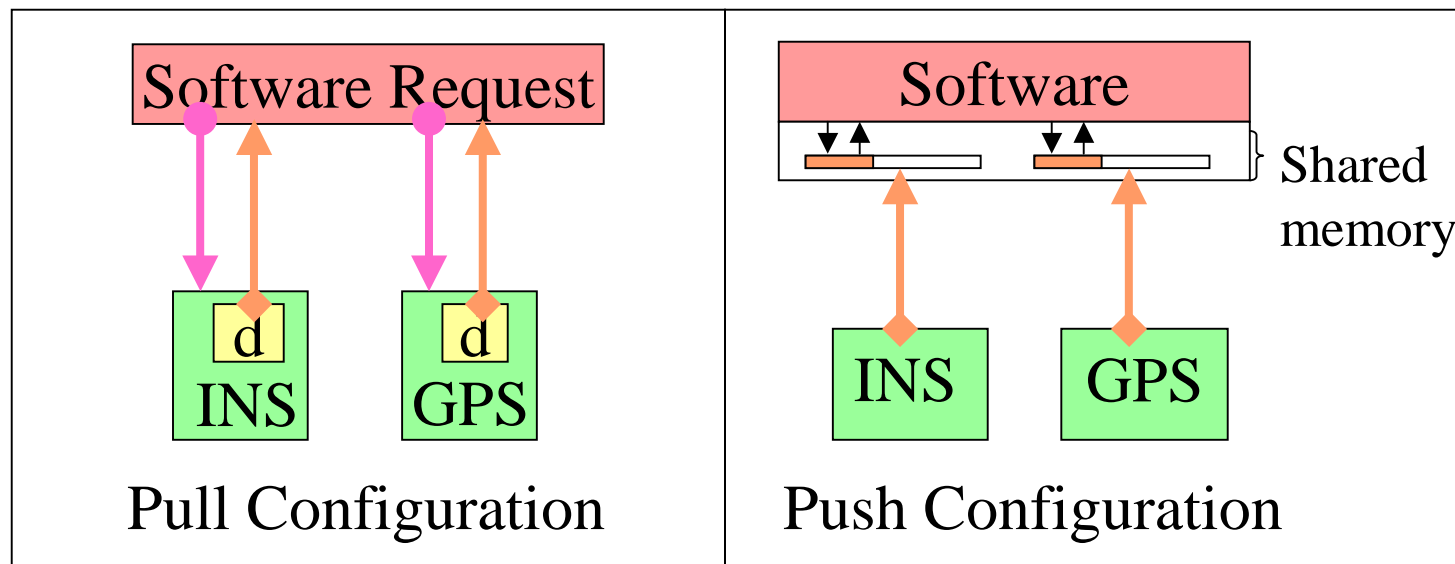 Software Request
d
INS
d
GPS
Pull Configuration
Software
Shared
memory
INS
GPS
Push Configuration